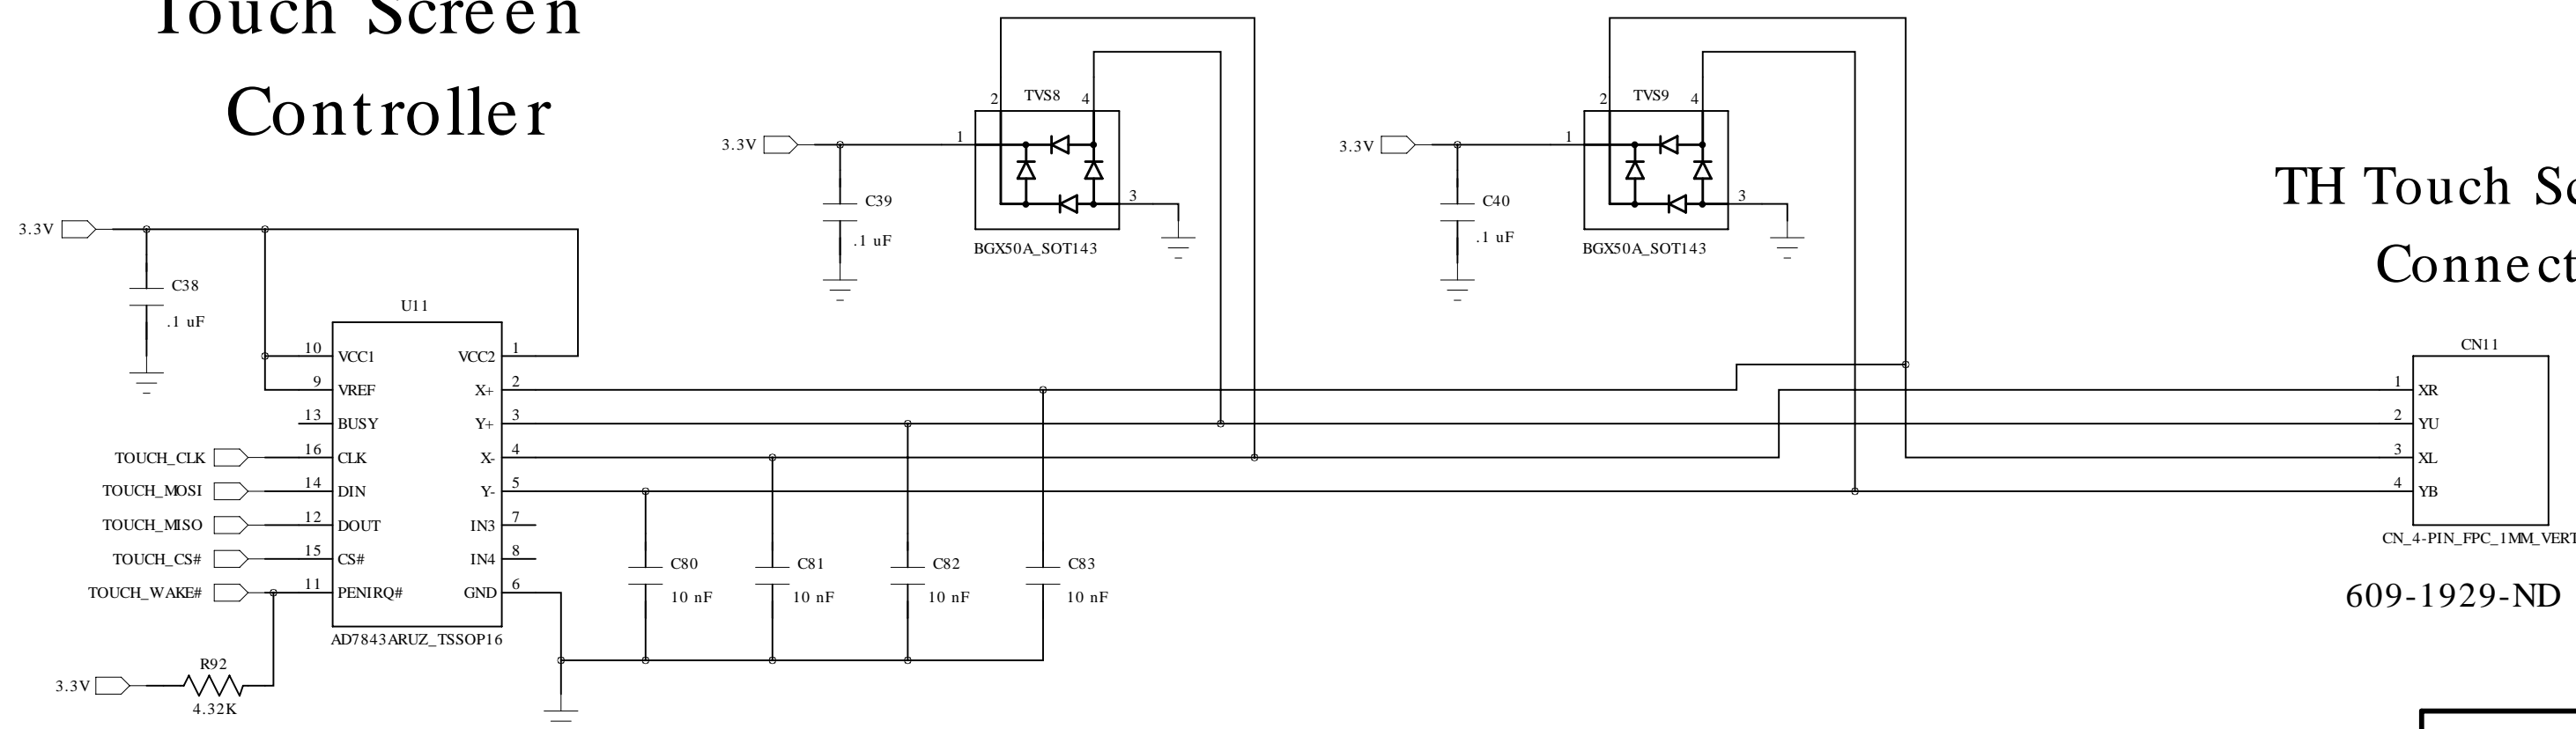 Touch Screen
Controller
3.3V
C38
.1 uF
U11
10 VCC1 VCC2 1
9 VREF X+ 2
13 BUSY Y+ 3
TOUCH_CLK 16 CLK X- 4
TOUCH_MOSI 14 DIN Y- 5
TOUCH_MISO 12 DOUT IN3 7
TOUCH_CS# 15 CS# IN4 8
TOUCH_WAKE# 11 PENIRQ# GND 6
AD7843ARUZ_TSSOP16
R92
3.3V
4.32K
2 TVS8 4
3.3V 1
C39 3
.1 uF
BGX50A_SOT143
2 TVS9 4
3.3V 1
C40 3
.1 uF
BGX50A_SOT143
C80
10 nF
C81
10 nF
C82
10 nF
C83
10 nF
TH Touch Sc
Connect
CN11
1 XR
2 YU
3 XL
4 YB
CN_4-PIN_FPC_1MM_VERT
609-1929-ND